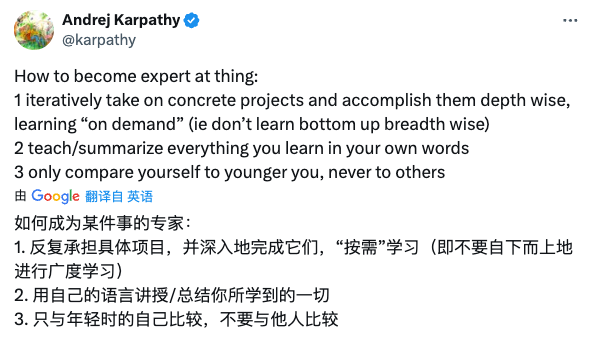 Andrej Karpathy
@karpathy
How to become expert at thing:
1 iteratively take on concrete projects and accomplish them depth wise,
learning “on demand” (ie don’t learn bottom up breadth wise)
2 teach/summarize everything you learn in your own words
3 only compare yourself to younger you, never to others
由 Google 翻译自 英语
如何成为某件事的专家：
1. 反复承担具体项目，并深入地完成它们，“按需”学习（即不要自下而上地
进行广度学习）
2. 用自己的语言讲授/总结你所学到的一切
3. 只与年轻时的自己比较，不要与他人比较